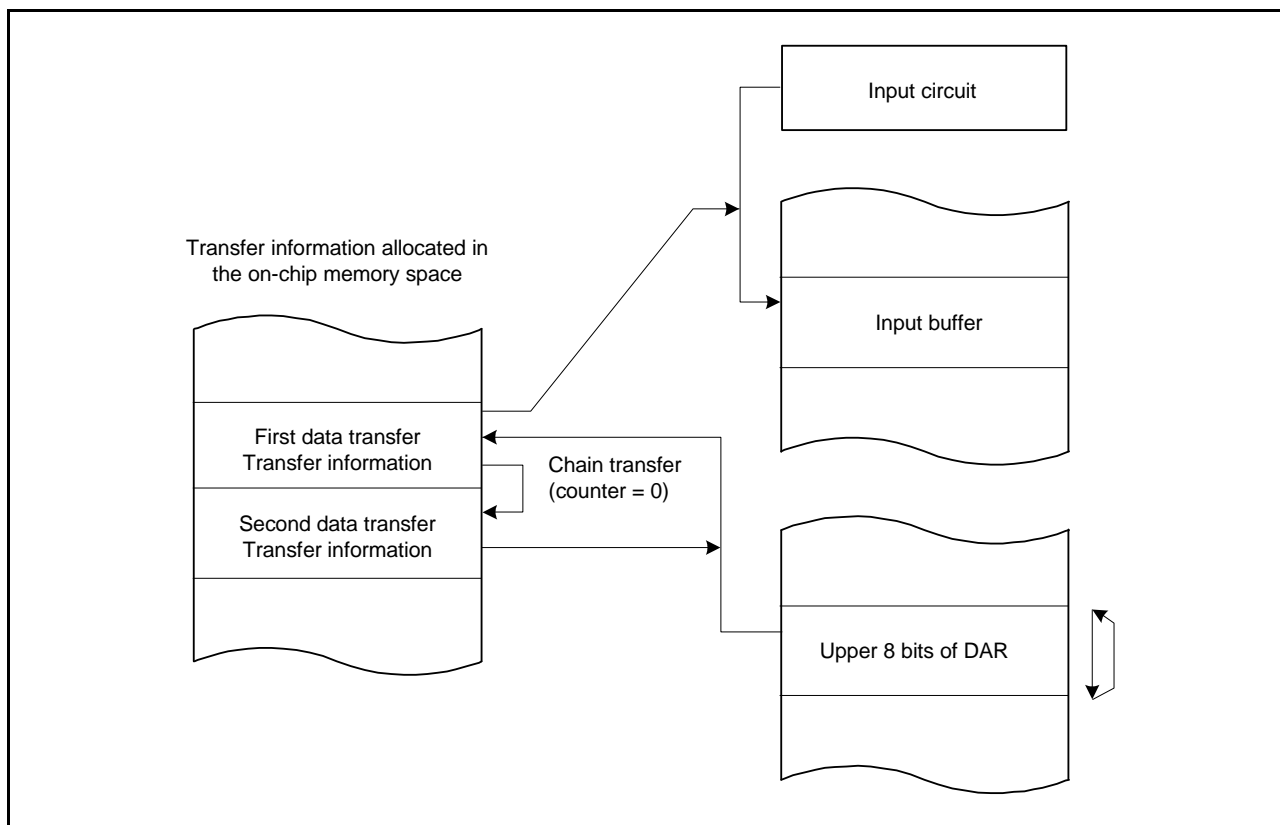 Input circuit
Transfer information allocated in
the on-chip memory space
Input buffer
First data transfer
Transfer information
Chain transfer
(counter = 0)
Second data transfer
Transfer information
Upper 8 bits of DAR